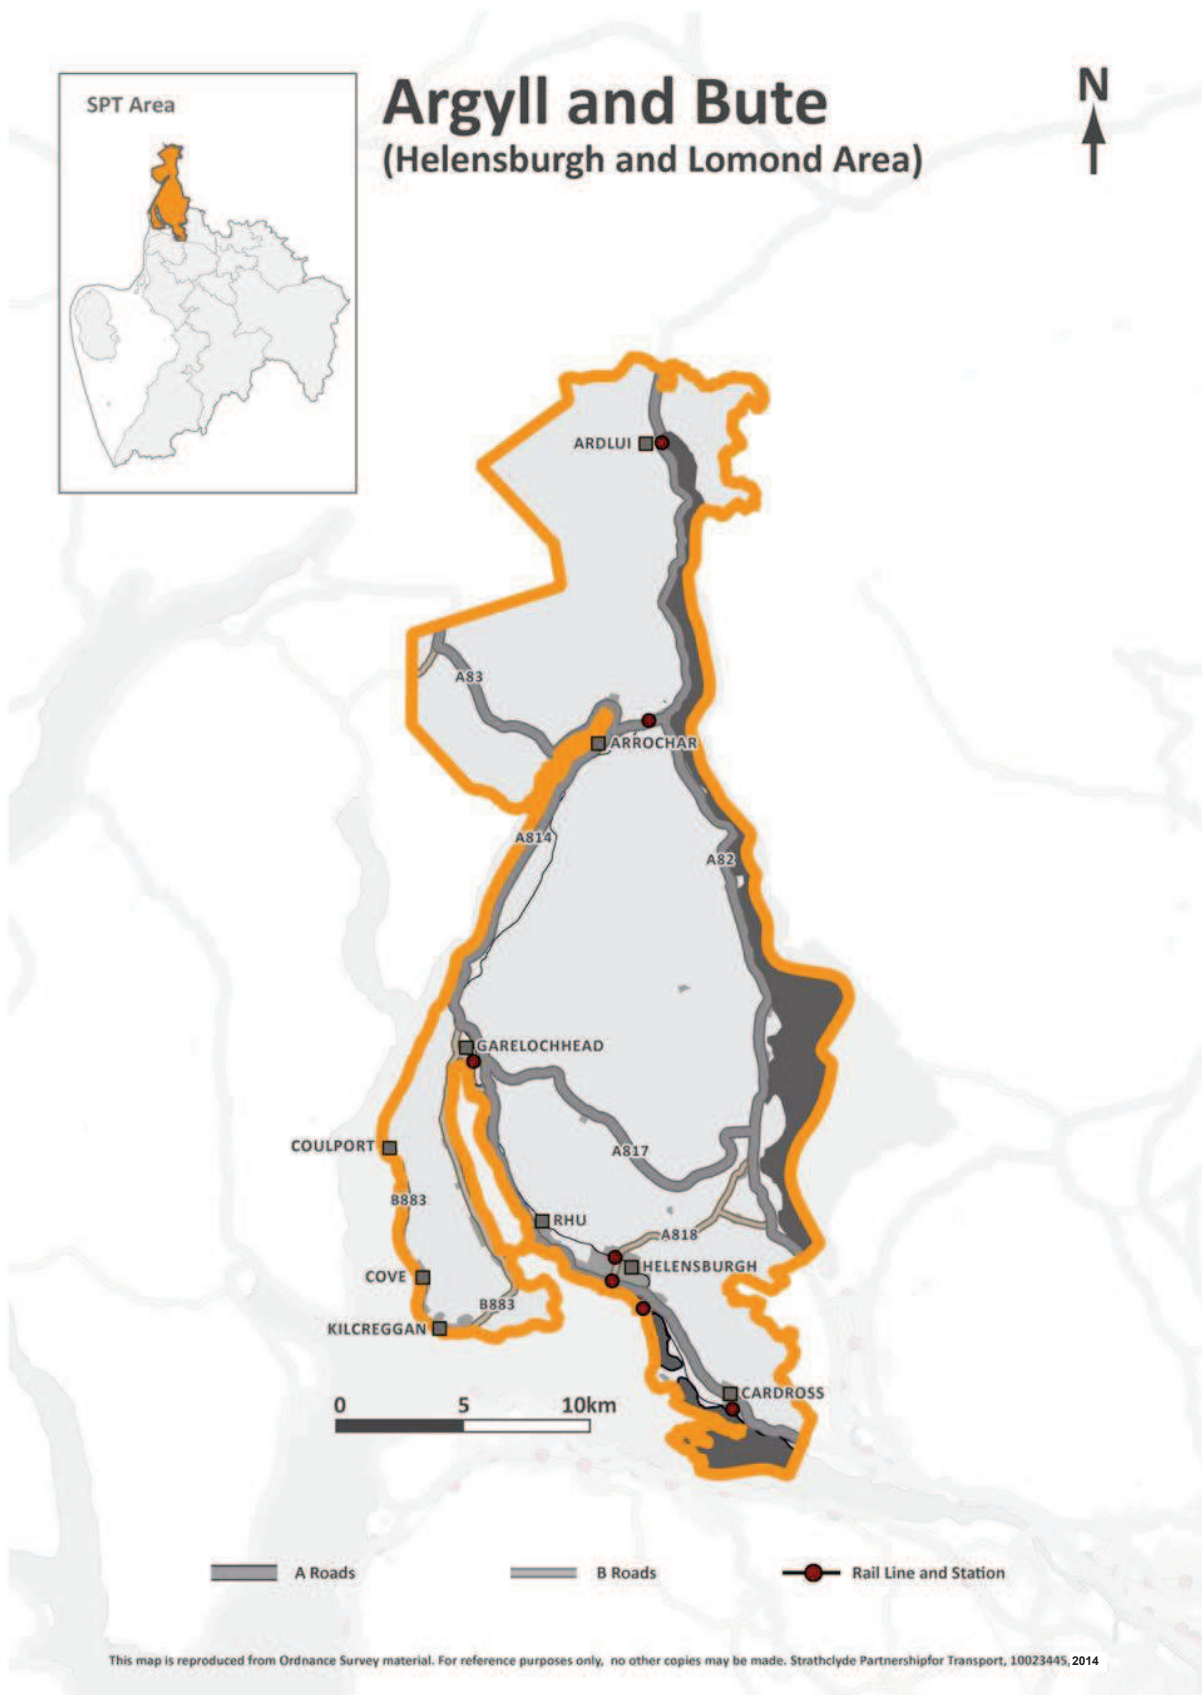 SPT Area
Argyll and Bute
(Helensburgh and Lomond Area)
N
ARDLUI
A83
ARROCHAR
A814
A82
GARELOCHHEAD
COULPORT
A817
B883
RHU
A818
HELENSBURGH
COVE
B883
KILCREGGAN
CARDROSS
0 5 10km
A Roads
B Roads
Rail Line and Station
This map is reproduced from Ordnance Survey material. For reference purposes only, no other copies may be made. Strathclyde Partnershipfor Transport, 10023445, 2014